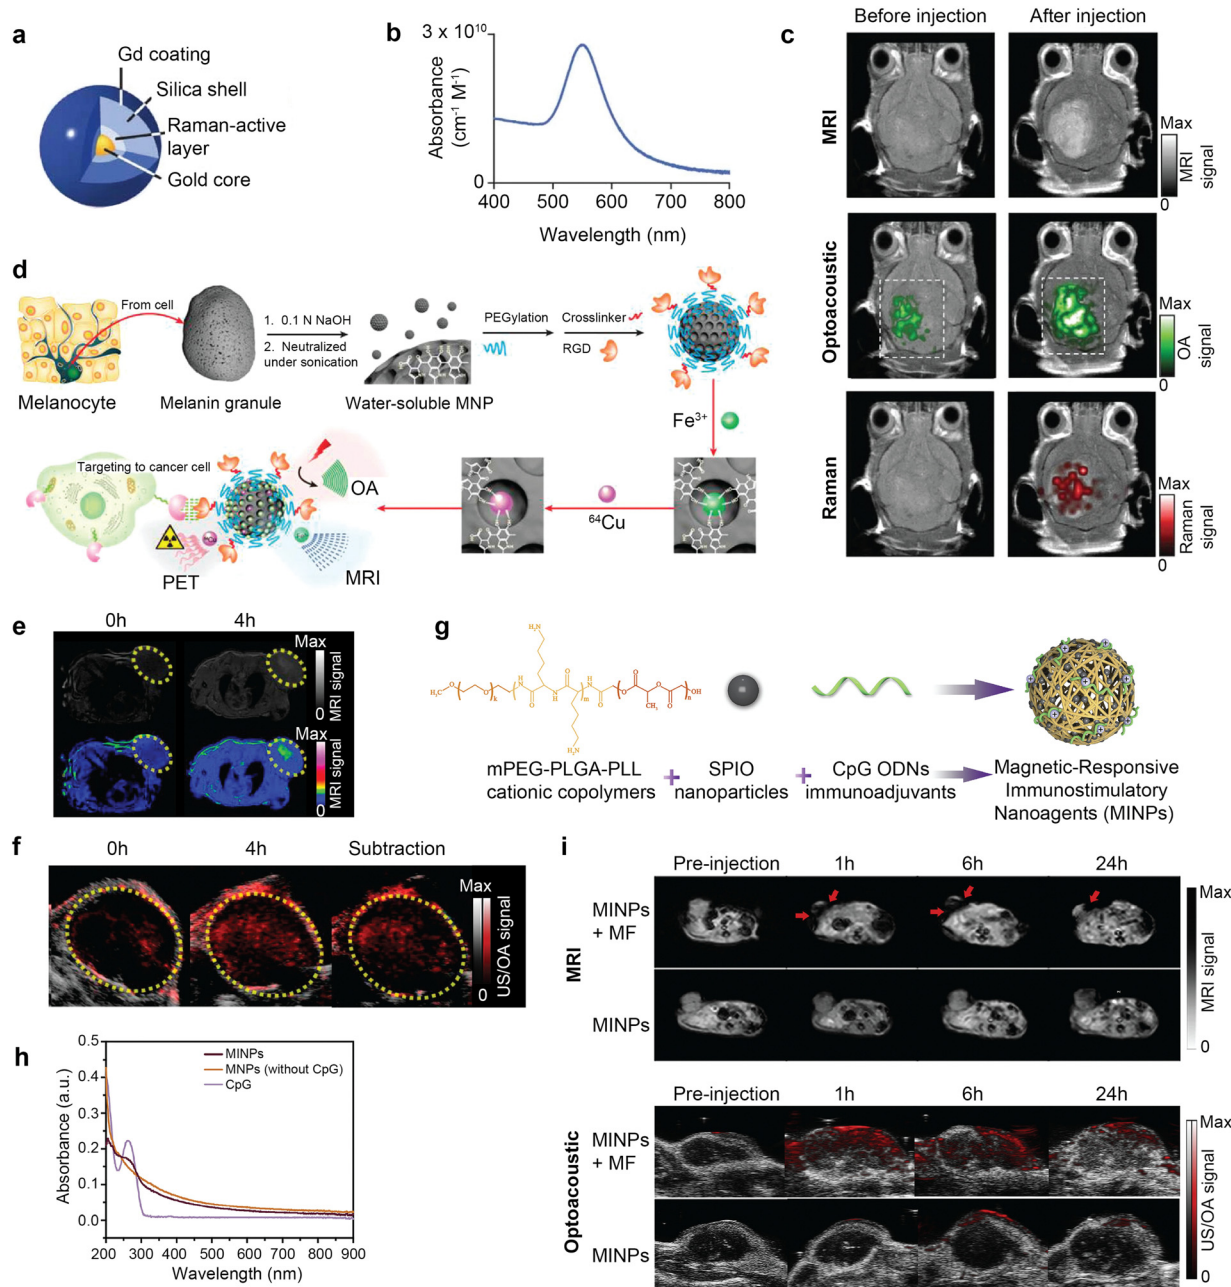 a
Gd coating
Silica shell
Raman-active
layer
Gold core
b
3 x 10¹⁰
Absorbance
(cm⁻¹ M⁻¹)
0
400 500 600 700 800
Wavelength (nm)
c
Before injection After injection
MRI
Max
MRI
signal
0
Optoacoustic
Max
OA
signal
0
Raman
Max
Raman
signal
0
d
From cell
1. 0.1 N NaOH
2. Neutralized
under sonication
PEGylation
Crosslinker
RGD
Melanocyte
Melanin granule
Water-soluble MNP
Fe³⁺
⁶⁴Cu
Targeting to cancer cell
OA
PET
MRI
e
0h 4h
Max
MRI signal
0
Max
MRI signal
0
f
0h 4h Subtraction
Max
US/OA signal
0
g
H₂N
H₃C
O
k
NH
O
N
H
O
m
H
N
O
O
O
CH₃
O
O
n
OH
NH₂
mPEG-PLGA-PLL
cationic copolymers
+
SPIO
nanoparticles
+
CpG ODNs
immunoadjuvants
Magnetic-Responsive
Immunostimulatory
Nanoagents (MINPs)
h
0.5
0.4
0.3
0.2
0.1
0.0
Absorbance (a.u.)
MINPs
MNPs (without CpG)
CpG
200 300 400 500 600 700 800 900
Wavelength (nm)
i
Pre-injection 1h 6h 24h
MRI
MINPs
+ MF
MINPs
Max
MRI signal
0
Pre-injection 1h 6h 24h
Optoacoustic
MINPs
+ MF
MINPs
Max
US/OA signal
0